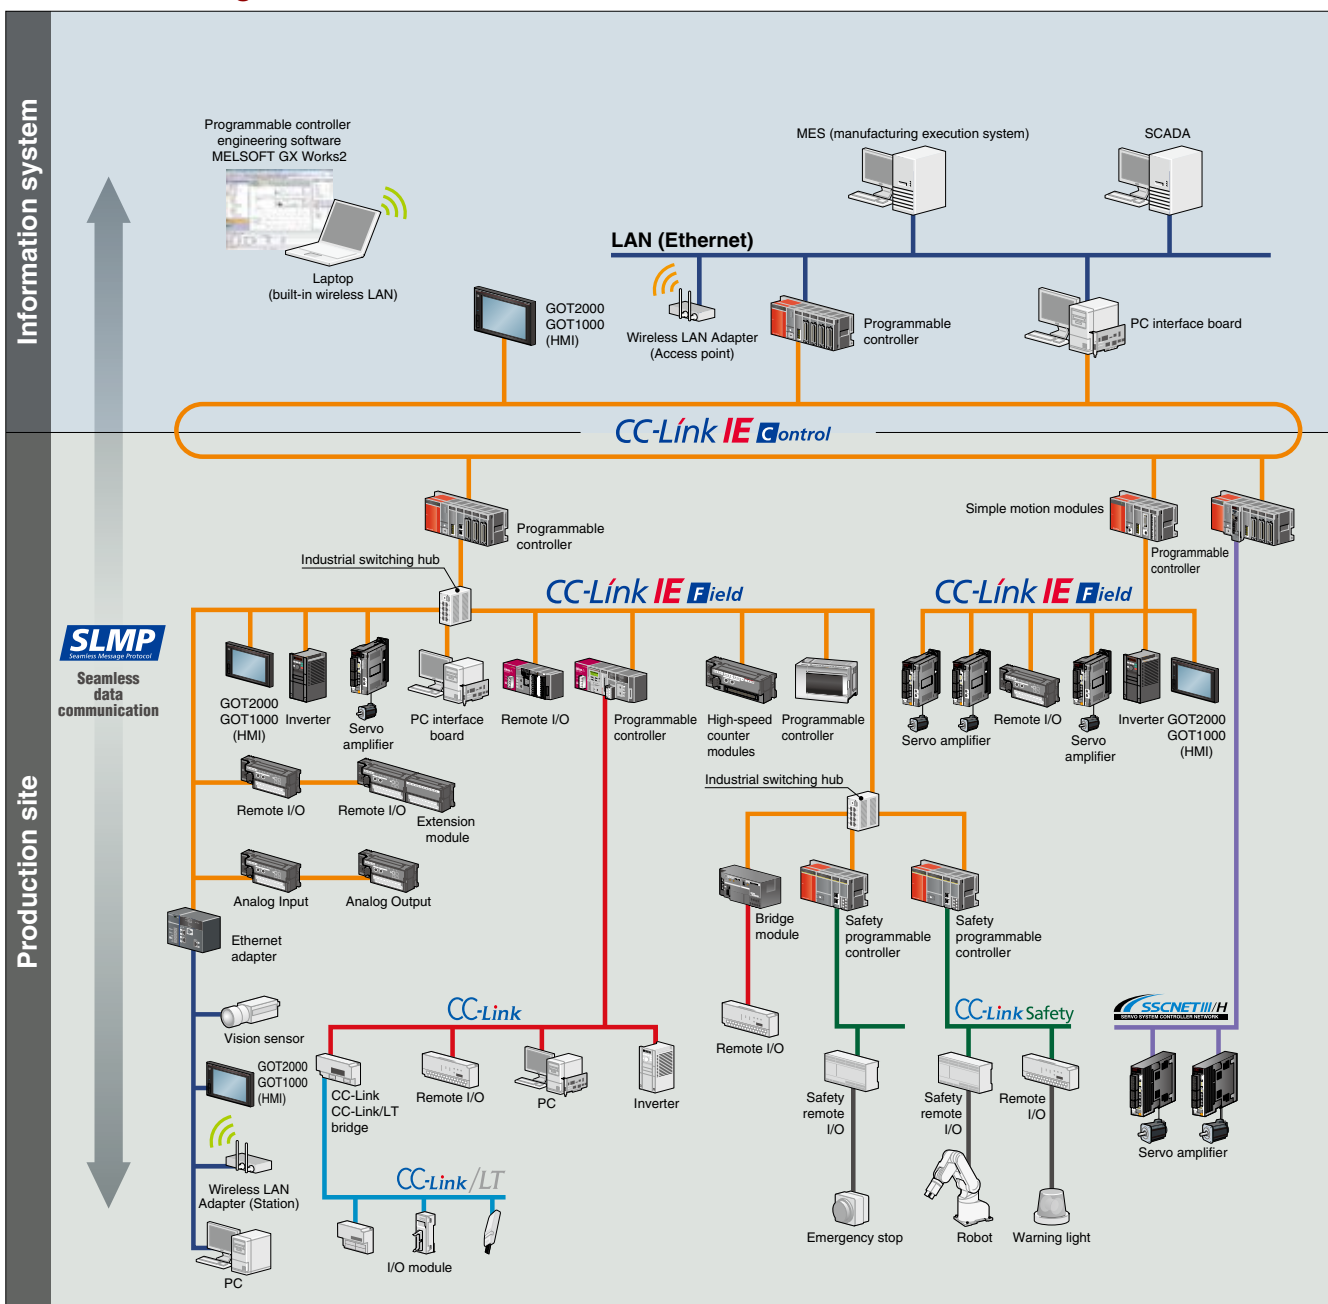 Information system
Programmable controller
engineering software
MELSOFT GX Works2
Laptop
(built-in wireless LAN)
MES (manufacturing execution system)
SCADA
LAN (Ethernet)
GOT2000
GOT1000
(HMI)
Wireless LAN Adapter
(Access point)
Programmable
controller
PC interface board
CC-Link IE Control
Production site
SLMP
Seamless Message Protocol
Seamless
data
communication
Programmable
controller
Simple motion modules
Programmable
controller
Industrial switching hub
CC-Link IE Field
CC-Link IE Field
GOT2000
GOT1000
(HMI)
Inverter
Servo
amplifier
PC interface
board
Remote I/O
Programmable
controller
High-speed
counter
modules
Programmable
controller
Servo amplifier
Remote I/O
Servo
amplifier
Inverter
GOT2000
GOT1000
(HMI)
Industrial switching hub
Remote I/O
Remote I/O
Extension
module
Analog Input
Analog Output
Ethernet
adapter
Bridge
module
Safety
programmable
controller
Safety
programmable
controller
Vision sensor
GOT2000
GOT1000
(HMI)
Wireless LAN
Adapter (Station)
PC
CC-Link
CC-Link
CC-Link/LT
bridge
Remote I/O
PC
Inverter
CC-Link/LT
I/O module
Remote I/O
CC-Link Safety
Safety
remote
I/O
Safety
remote
I/O
Remote
I/O
Emergency stop
Robot
Warning light
SSCNETIII/H
SERVO SYSTEM CONTROLLER NETWORK
Servo amplifier